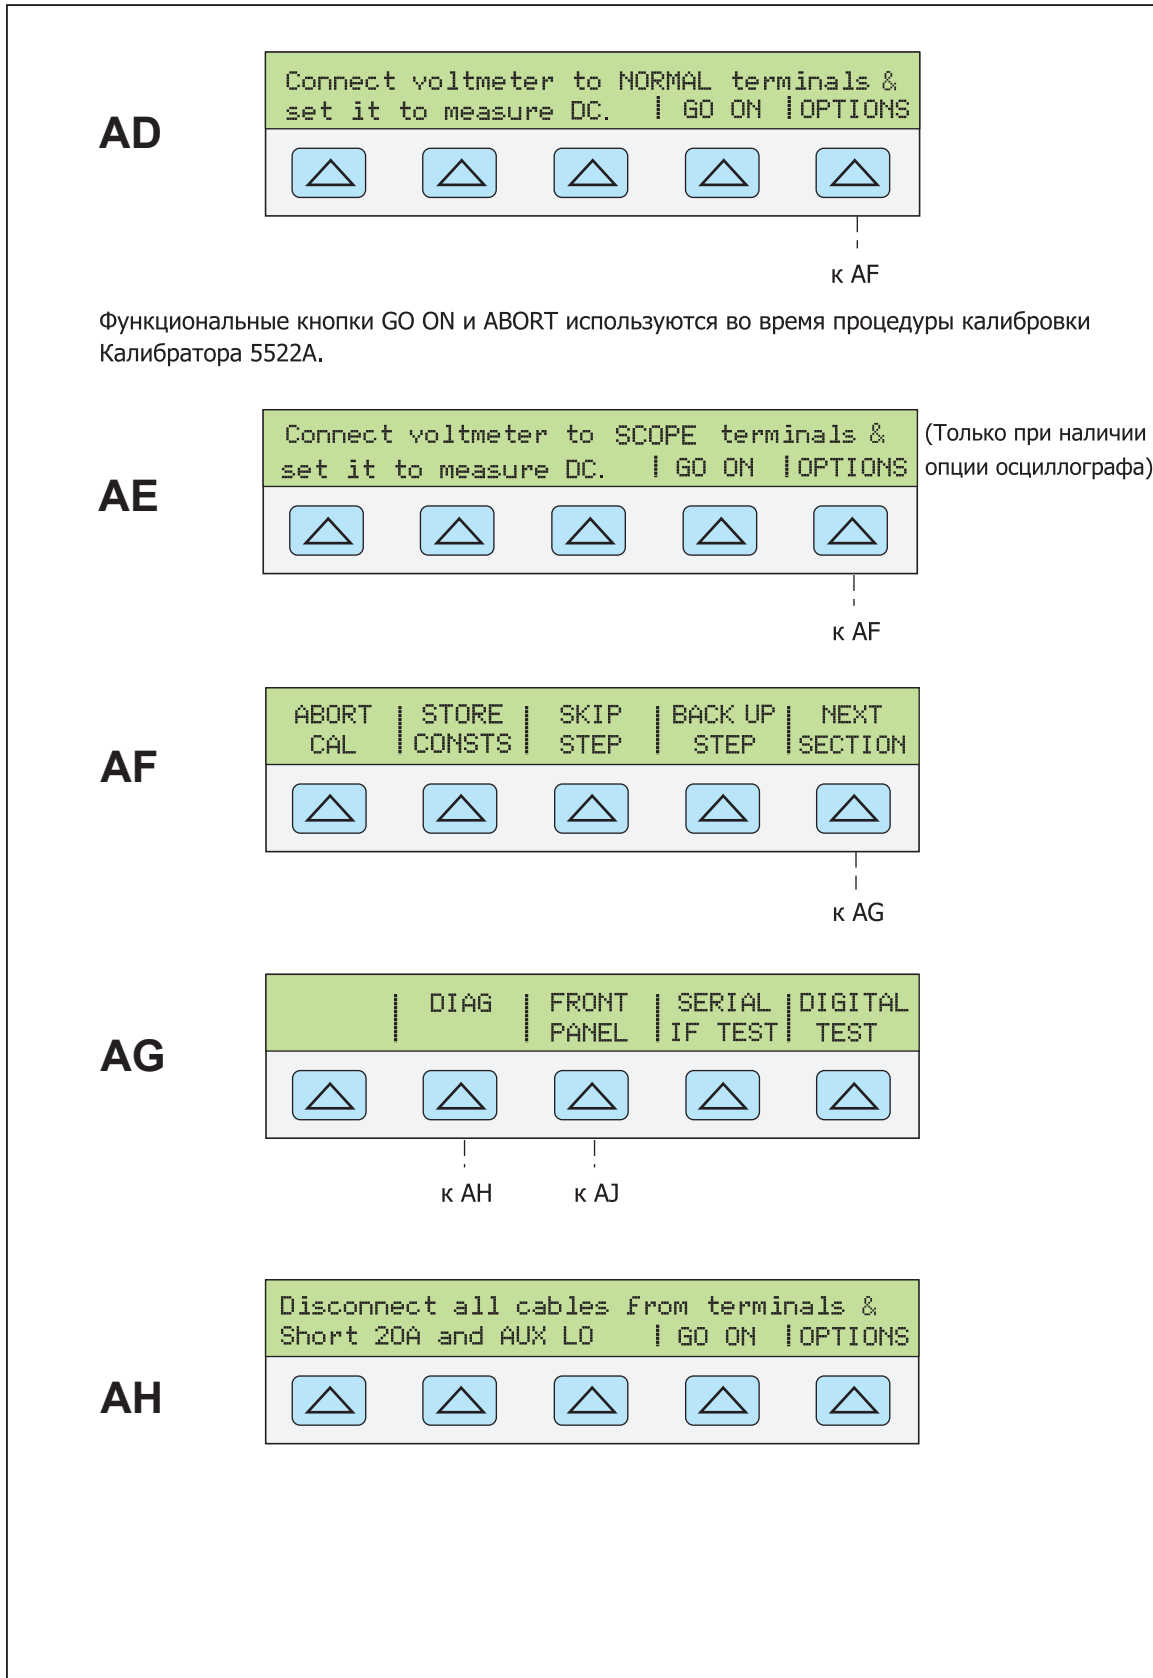 AD
Connect voltmeter to NORMAL terminals &
set it to measure DC. GO ON OPTIONS
к AF
Функциональные кнопки GO ON и ABORT используются во время процедуры калибровки
Калибратора 5522A.
AE
Connect voltmeter to SCOPE terminals &
set it to measure DC. GO ON OPTIONS
(Только при наличии
опции осциллографа)
к AF
AF
ABORT STORE SKIP BACK UP NEXT
CAL CONSTS STEP STEP SECTION
к AG
AG
DIAG FRONT SERIAL DIGITAL
PANEL IF TEST TEST
к AH к AJ
AH
Disconnect all cables from terminals &
Short 20A and AUX LO GO ON OPTIONS